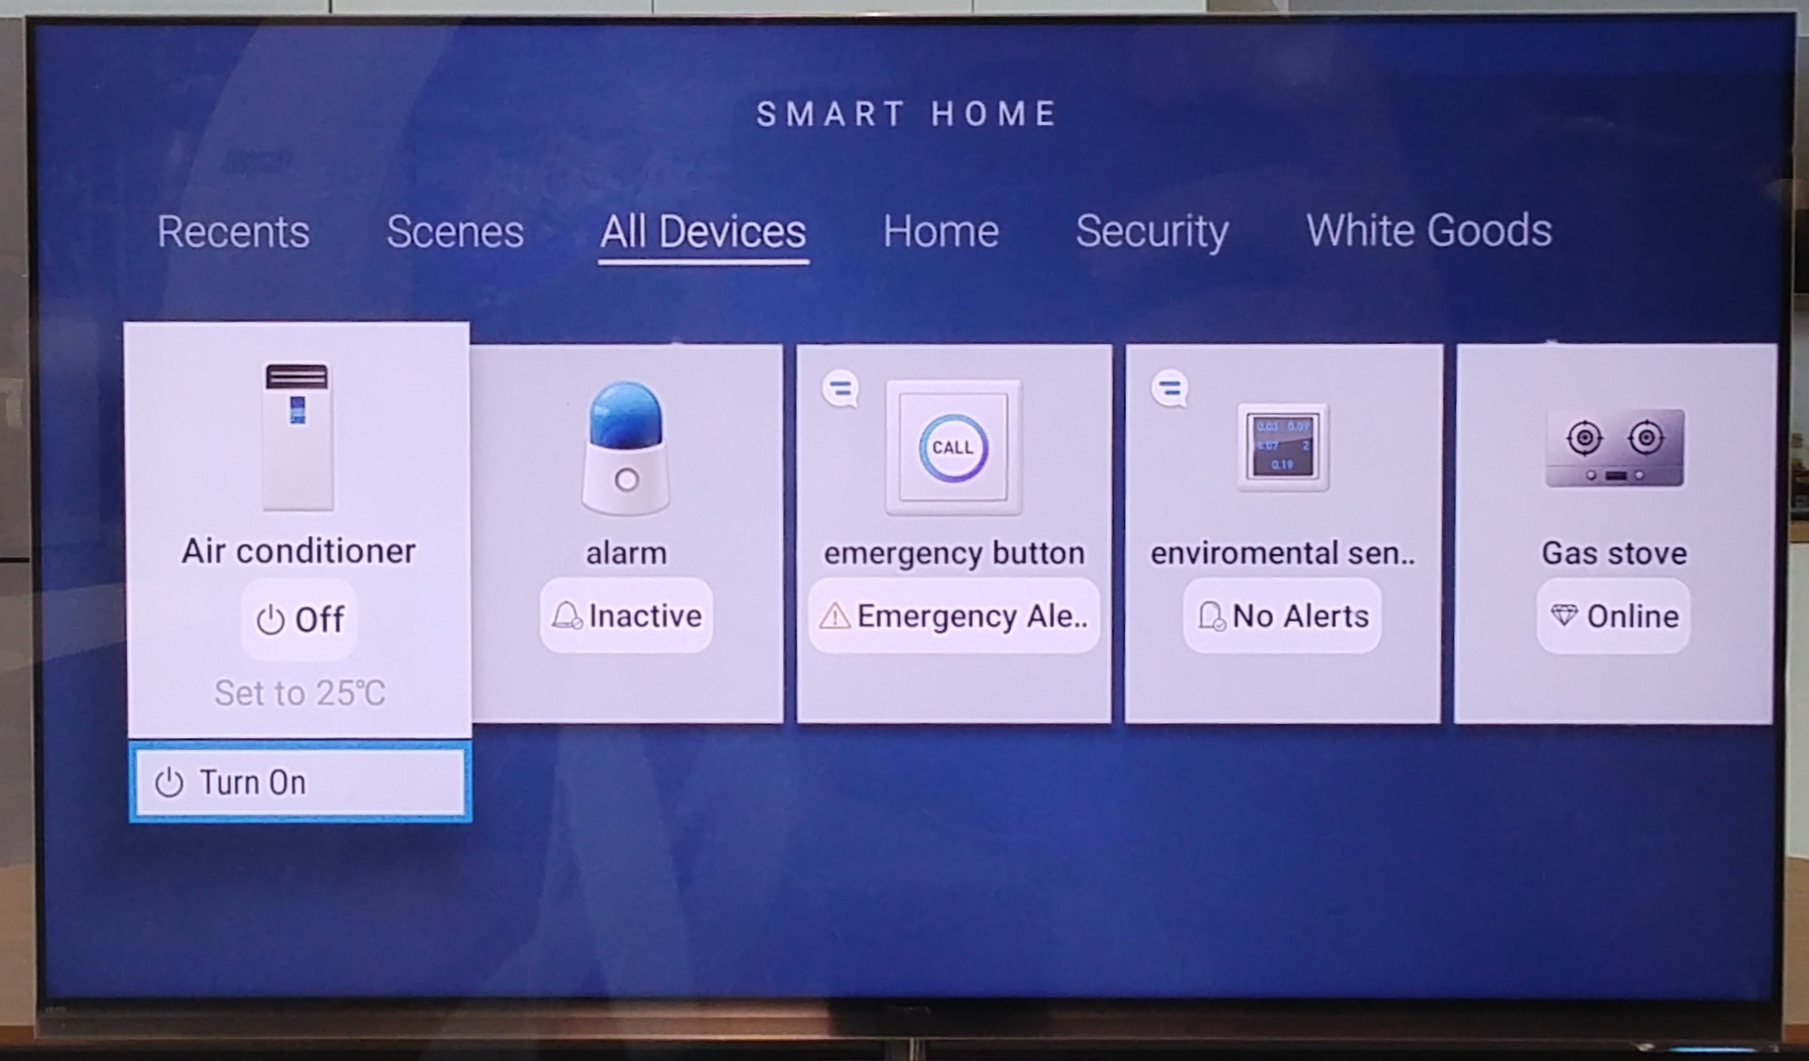 SMART HOME
Recents Scenes All Devices Home Security White Goods
CALL
0.03 0.07
2
0.19
Air conditioner alarm emergency button enviromental sen.. Gas stove
Off Inactive Emergency Ale.. No Alerts Online
Set to 25°C
Turn On